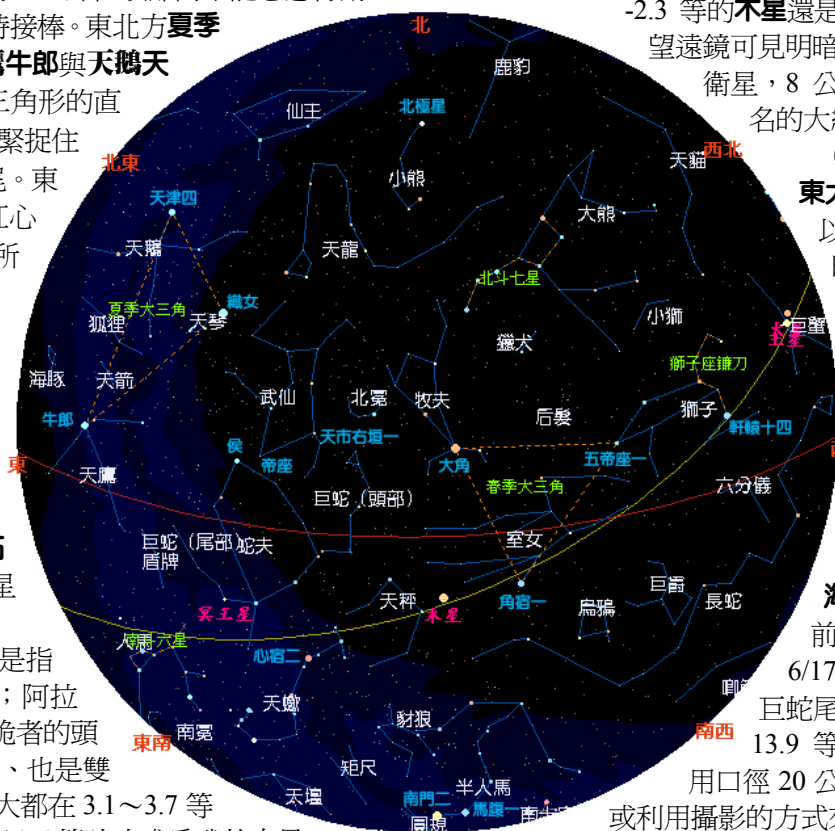 持接棒。東北方夏季
牛郎與天鵝天
三角形的直
緊捉住
尾。東
紅心
所
-2.3 等的木星還是
望遠鏡可見明暗
衛星，8 公
名的大
東
以
北
鹿豹
仙王
北極星
天貓
西北
北東
小熊
天津四
大熊
天鵝
天龍
北斗七星
織女
夏季大三角
狐狸
天琴
小獅
巨蟹
獵犬
獅子座鐮刀
海豚
天箭
武仙
北冕
牧夫
后髮
獅子
軒轅十四
牛郎
侯
帝座
天市右垣一
大角
五帝座一
東
天鷹
春季大三角
六分儀
巨蛇（頭部）
巨蛇（尾部）
蛇夫
盾牌
室女
天秤
木星
角宿一
烏鴉
巨爵
長蛇
冥王星
人馬
南斗六星
心宿二
天蠍
豺狼
南冕
東南
矩尺
南西
天壇
南門二
半人馬
馬腹一
星
是指
；阿拉
跪者的頭
、也是雙
大都在 3.1～3.7 等
前
6/17
巨蛇尾
13.9 等
用口徑 20 公
或利用攝影的方式來